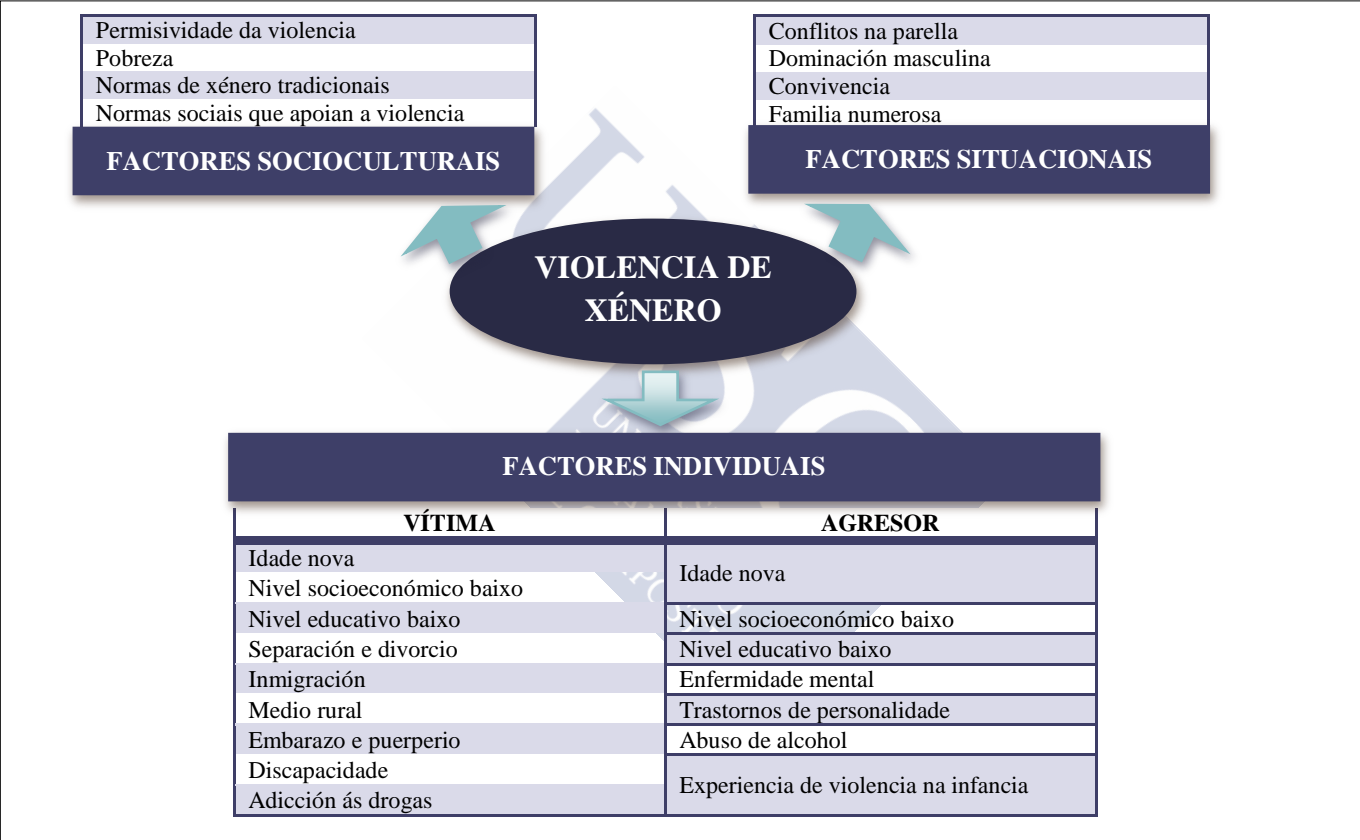 Permisividade da violencia
Pobreza
Normas de xénero tradicionais
Normas sociais que apoian a violencia
FACTORES SOCIOCULTURAIS
Conflitos na parella
Dominación masculina
Convivencia
Familia numerosa
FACTORES SITUACIONAIS
VIOLENCIA DE
XÉNERO
FACTORES INDIVIDUAIS
VÍTIMA
Idade nova
Nivel socioeconómico baixo
Nivel educativo baixo
Separación e divorcio
Inmigración
Medio rural
Embarazo e puerperio
Discapacidade
Adicción ás drogas
AGRESOR
Idade nova
Nivel socioeconómico baixo
Nivel educativo baixo
Enfermidade mental
Trastornos de personalidade
Abuso de alcohol
Experiencia de violencia na infancia